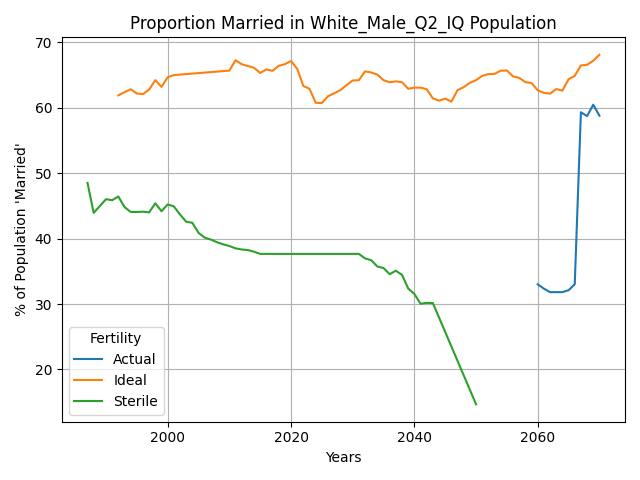 Proportion Married in White_Male_Q2_IQ Population
% of Population 'Married'
70
60
50
40
30
20
Fertility
Actual
Ideal
Sterile
2000 2020 2040 2060
Years